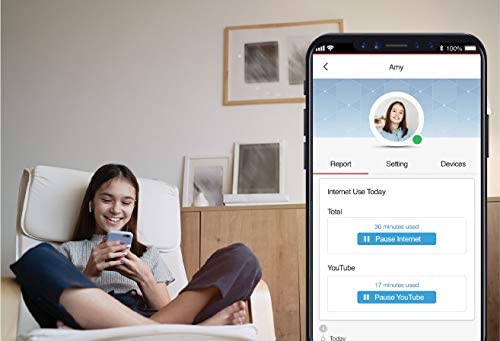 100%
Amy
Report Setting Devices
Internet Use Today
Total
30 minutes used
Pause Internet
YouTube
17 minutes used
Pause YouTube
Today